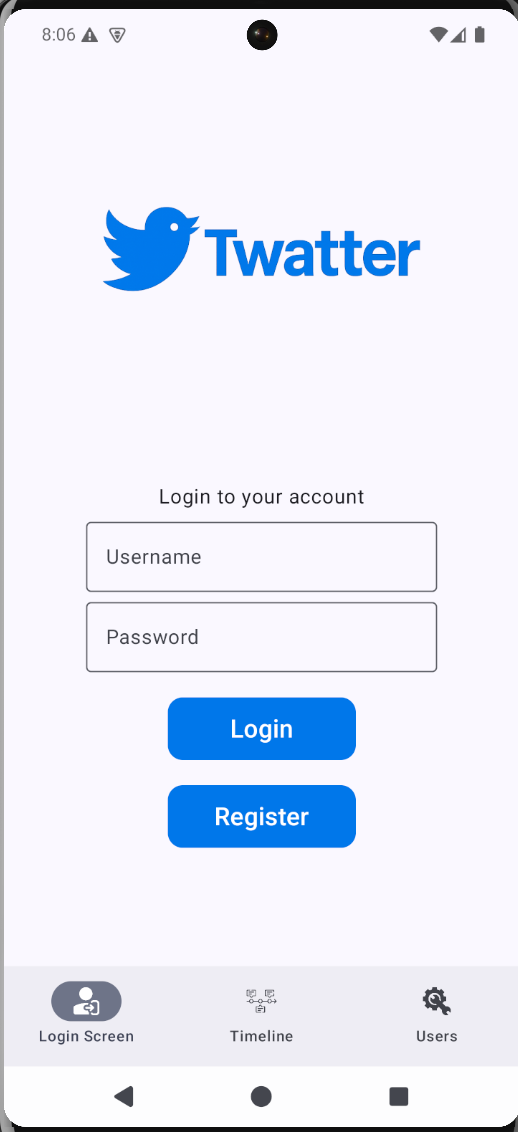 8:06
Twatter
Login to your account
Username
Password
Login
Register
Login Screen Timeline Users